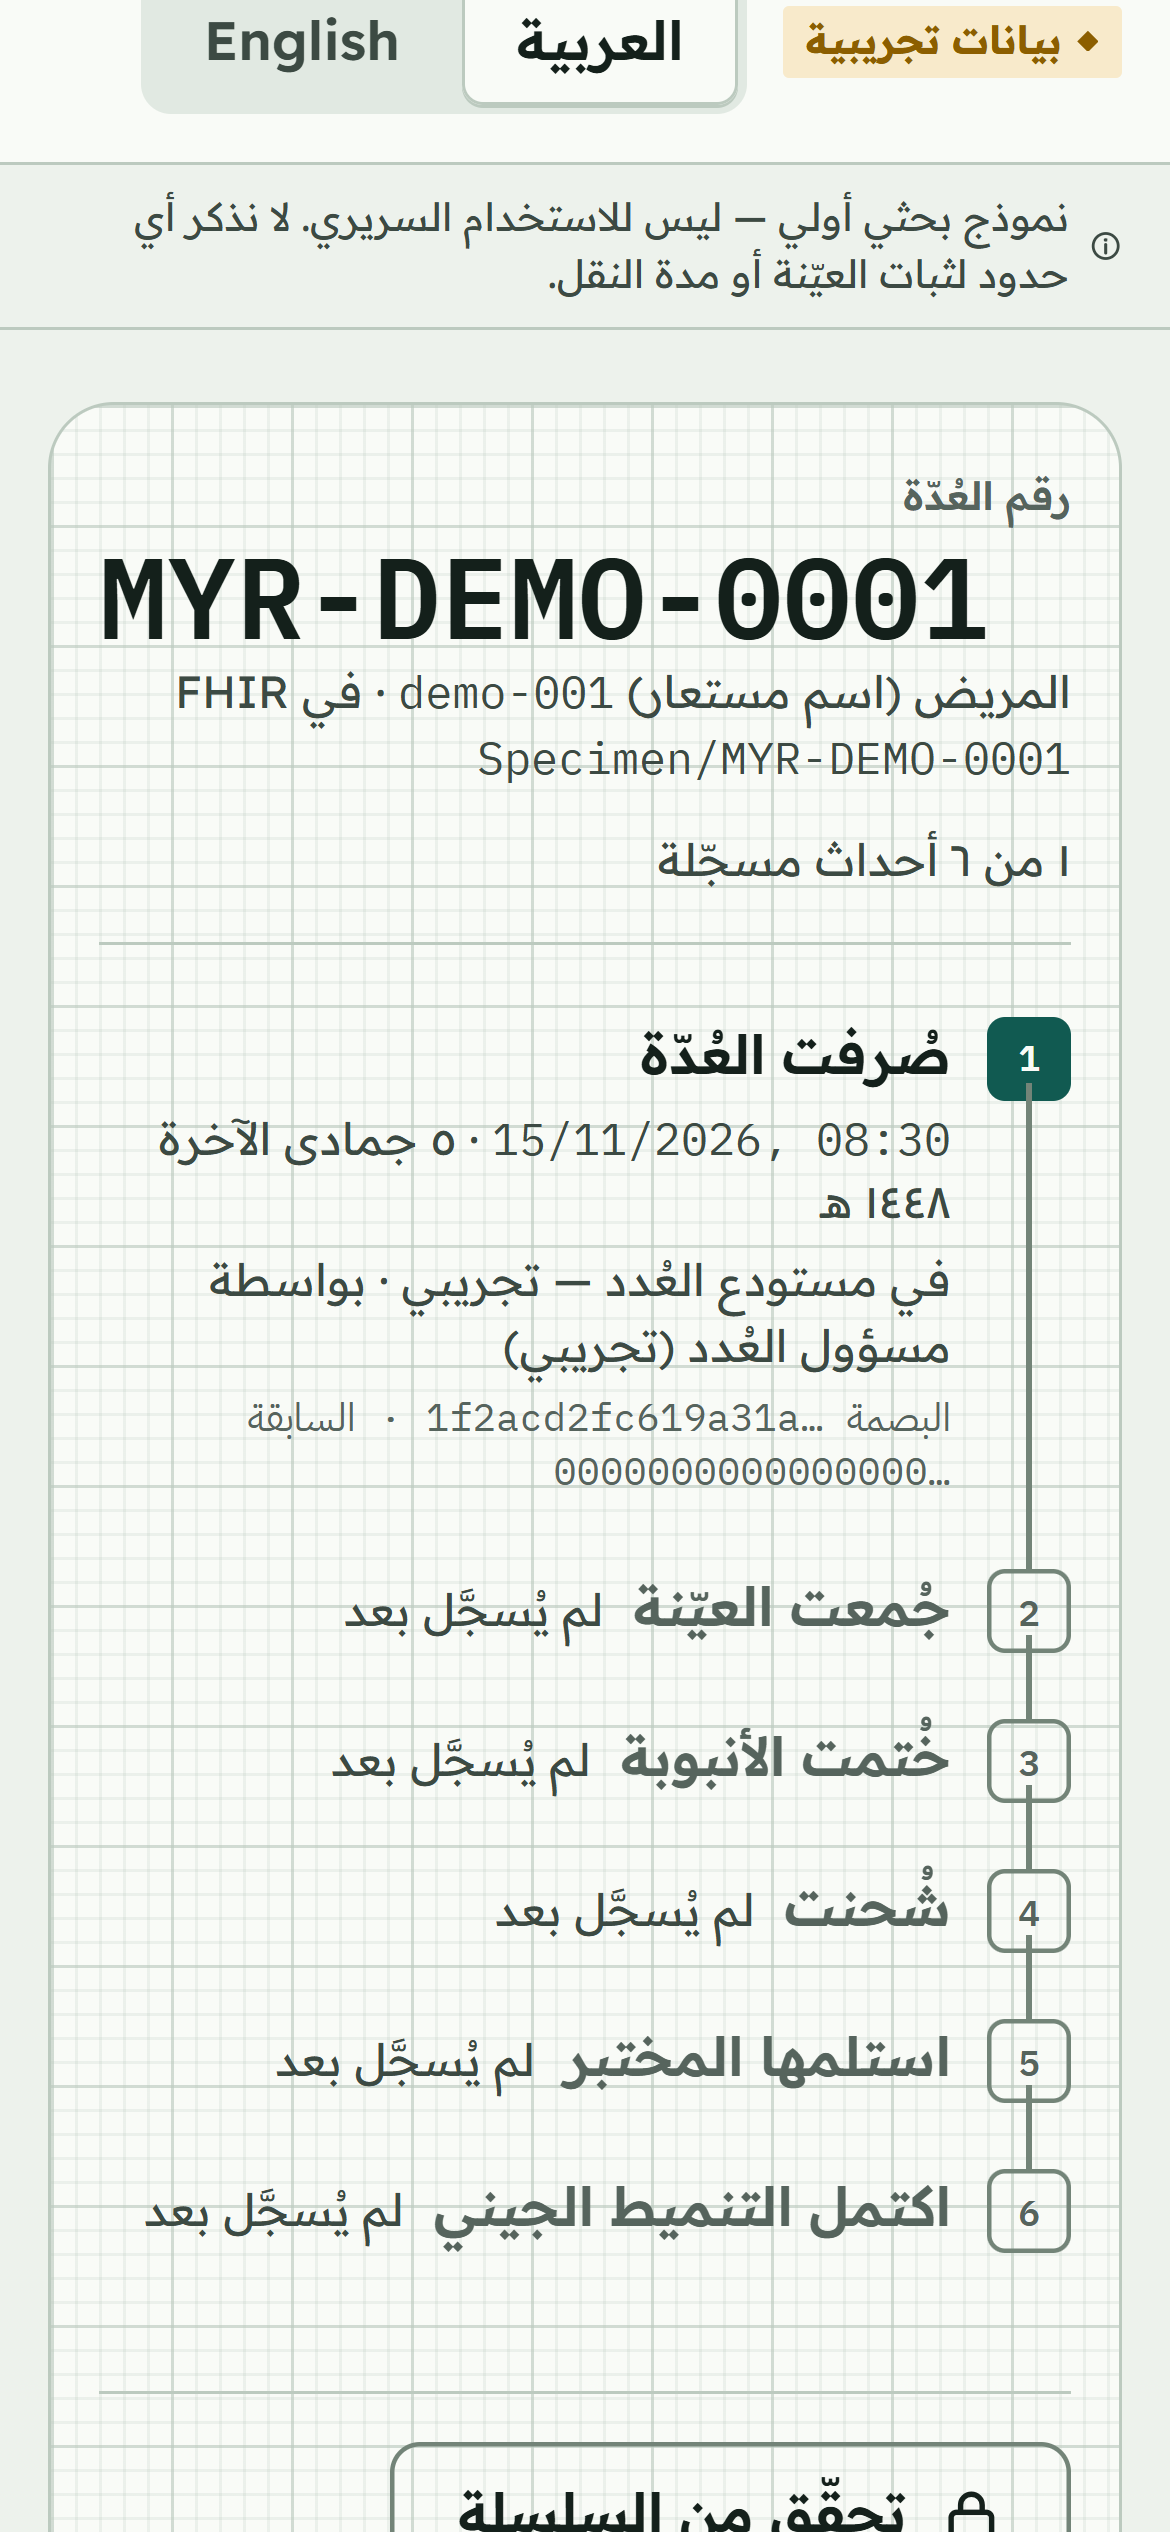 بيانات تجريبية
العربية English
نموذج بحثي أولي — ليس للاستخدام السريري. لا نذكر أي
حدود لثبات العيّنة أو مدة النقل.
رقم العُدّة
MYR-DEMO-0001
المريض (اسم مستعار) demo-001 · في FHIR
Specimen/MYR-DEMO-0001
١ من ٦ أحداث مسجّلة
1 صُرفت العُدّة
15/11/2026, 08:30 · ٥ جمادى الآخرة
١٤٤٨ هـ
في مستودع العُدد — تجريبي · بواسطة
مسؤول العُدد (تجريبي)
البصمة 1f2acd2fc619a31a… · السابقة
0000000000000000…
2 جُمعت العيّنة لم يُسجَّل بعد
3 خُتمت الأنبوبة لم يُسجَّل بعد
4 شُحنت لم يُسجَّل بعد
5 استلمها المختبر لم يُسجَّل بعد
6 اكتمل التنميط الجيني لم يُسجَّل بعد
تحقّق من السلسلة